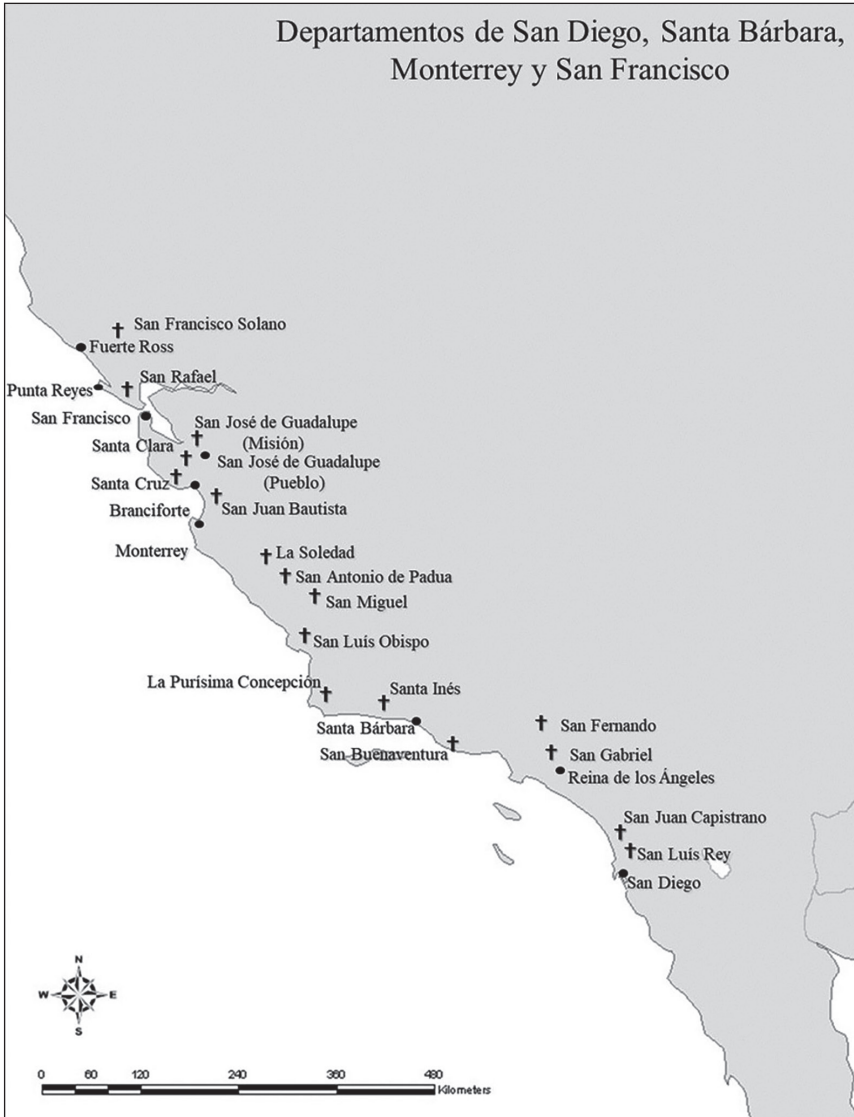 Departamentos de San Diego, Santa Bárbara,
Monterrey y San Francisco
San Francisco Solano
Fuerte Ross
San Rafael
Punta Reyes
San Francisco
San José de Guadalupe
(Misión)
Santa Clara
San José de Guadalupe
(Pueblo)
Santa Cruz
San Juan Bautista
Branciforte
Monterrey
La Soledad
San Antonio de Padua
San Miguel
San Luís Obispo
La Purísima Concepción
Santa Inés
Santa Bárbara
San Fernando
San Buenaventura
San Gabriel
Reina de los Ángeles
San Juan Capistrano
San Luís Rey
San Diego
N
W E
S
0 60 120 240 360 480
Kilometers